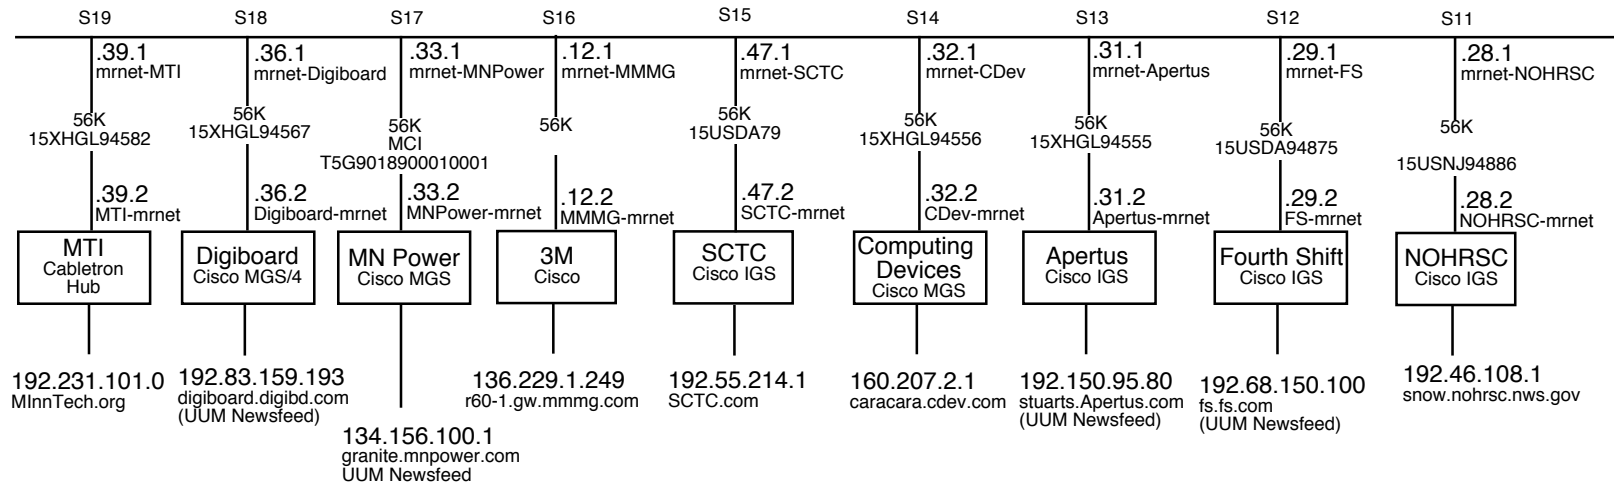 S19
S18
S17
S16
S15
S14
S13
S12
S11
.39.1
mrnet-MTI
56K
15XHGL94582
.39.2
MTI-mrnet
MTI
Cabletron
Hub
192.231.101.0
MInnTech.org
.36.1
mrnet-Digiboard
56K
15XHGL94567
.36.2
Digiboard-mrnet
Digiboard
Cisco MGS/4
192.83.159.193
digiboard.digibd.com
(UUM Newsfeed)
.33.1
mrnet-MNPower
56K
MCI
T5G9018900010001
.33.2
MNPower-mrnet
MN Power
Cisco MGS
134.156.100.1
granite.mnpower.com
UUM Newsfeed
.12.1
mrnet-MMMG
56K
.12.2
MMMG-mrnet
3M
Cisco
136.229.1.249
r60-1.gw.mmmg.com
.47.1
mrnet-SCTC
56K
15USDA79
.47.2
SCTC-mrnet
SCTC
Cisco IGS
192.55.214.1
SCTC.com
.32.1
mrnet-CDev
56K
15XHGL94556
.32.2
CDev-mrnet
Computing
Devices
Cisco MGS
160.207.2.1
caracara.cdev.com
.31.1
mrnet-Apertus
56K
15XHGL94555
.31.2
Apertus-mrnet
Apertus
Cisco IGS
192.150.95.80
stuarts.Apertus.com
(UUM Newsfeed)
.29.1
mrnet-FS
56K
15USDA94875
.29.2
FS-mrnet
Fourth Shift
Cisco IGS
192.68.150.100
fs.fs.com
(UUM Newsfeed)
.28.1
mrnet-NOHRSC
56K
15USNJ94886
.28.2
NOHRSC-mrnet
NOHRSC
Cisco IGS
192.46.108.1
snow.nohrsc.nws.gov